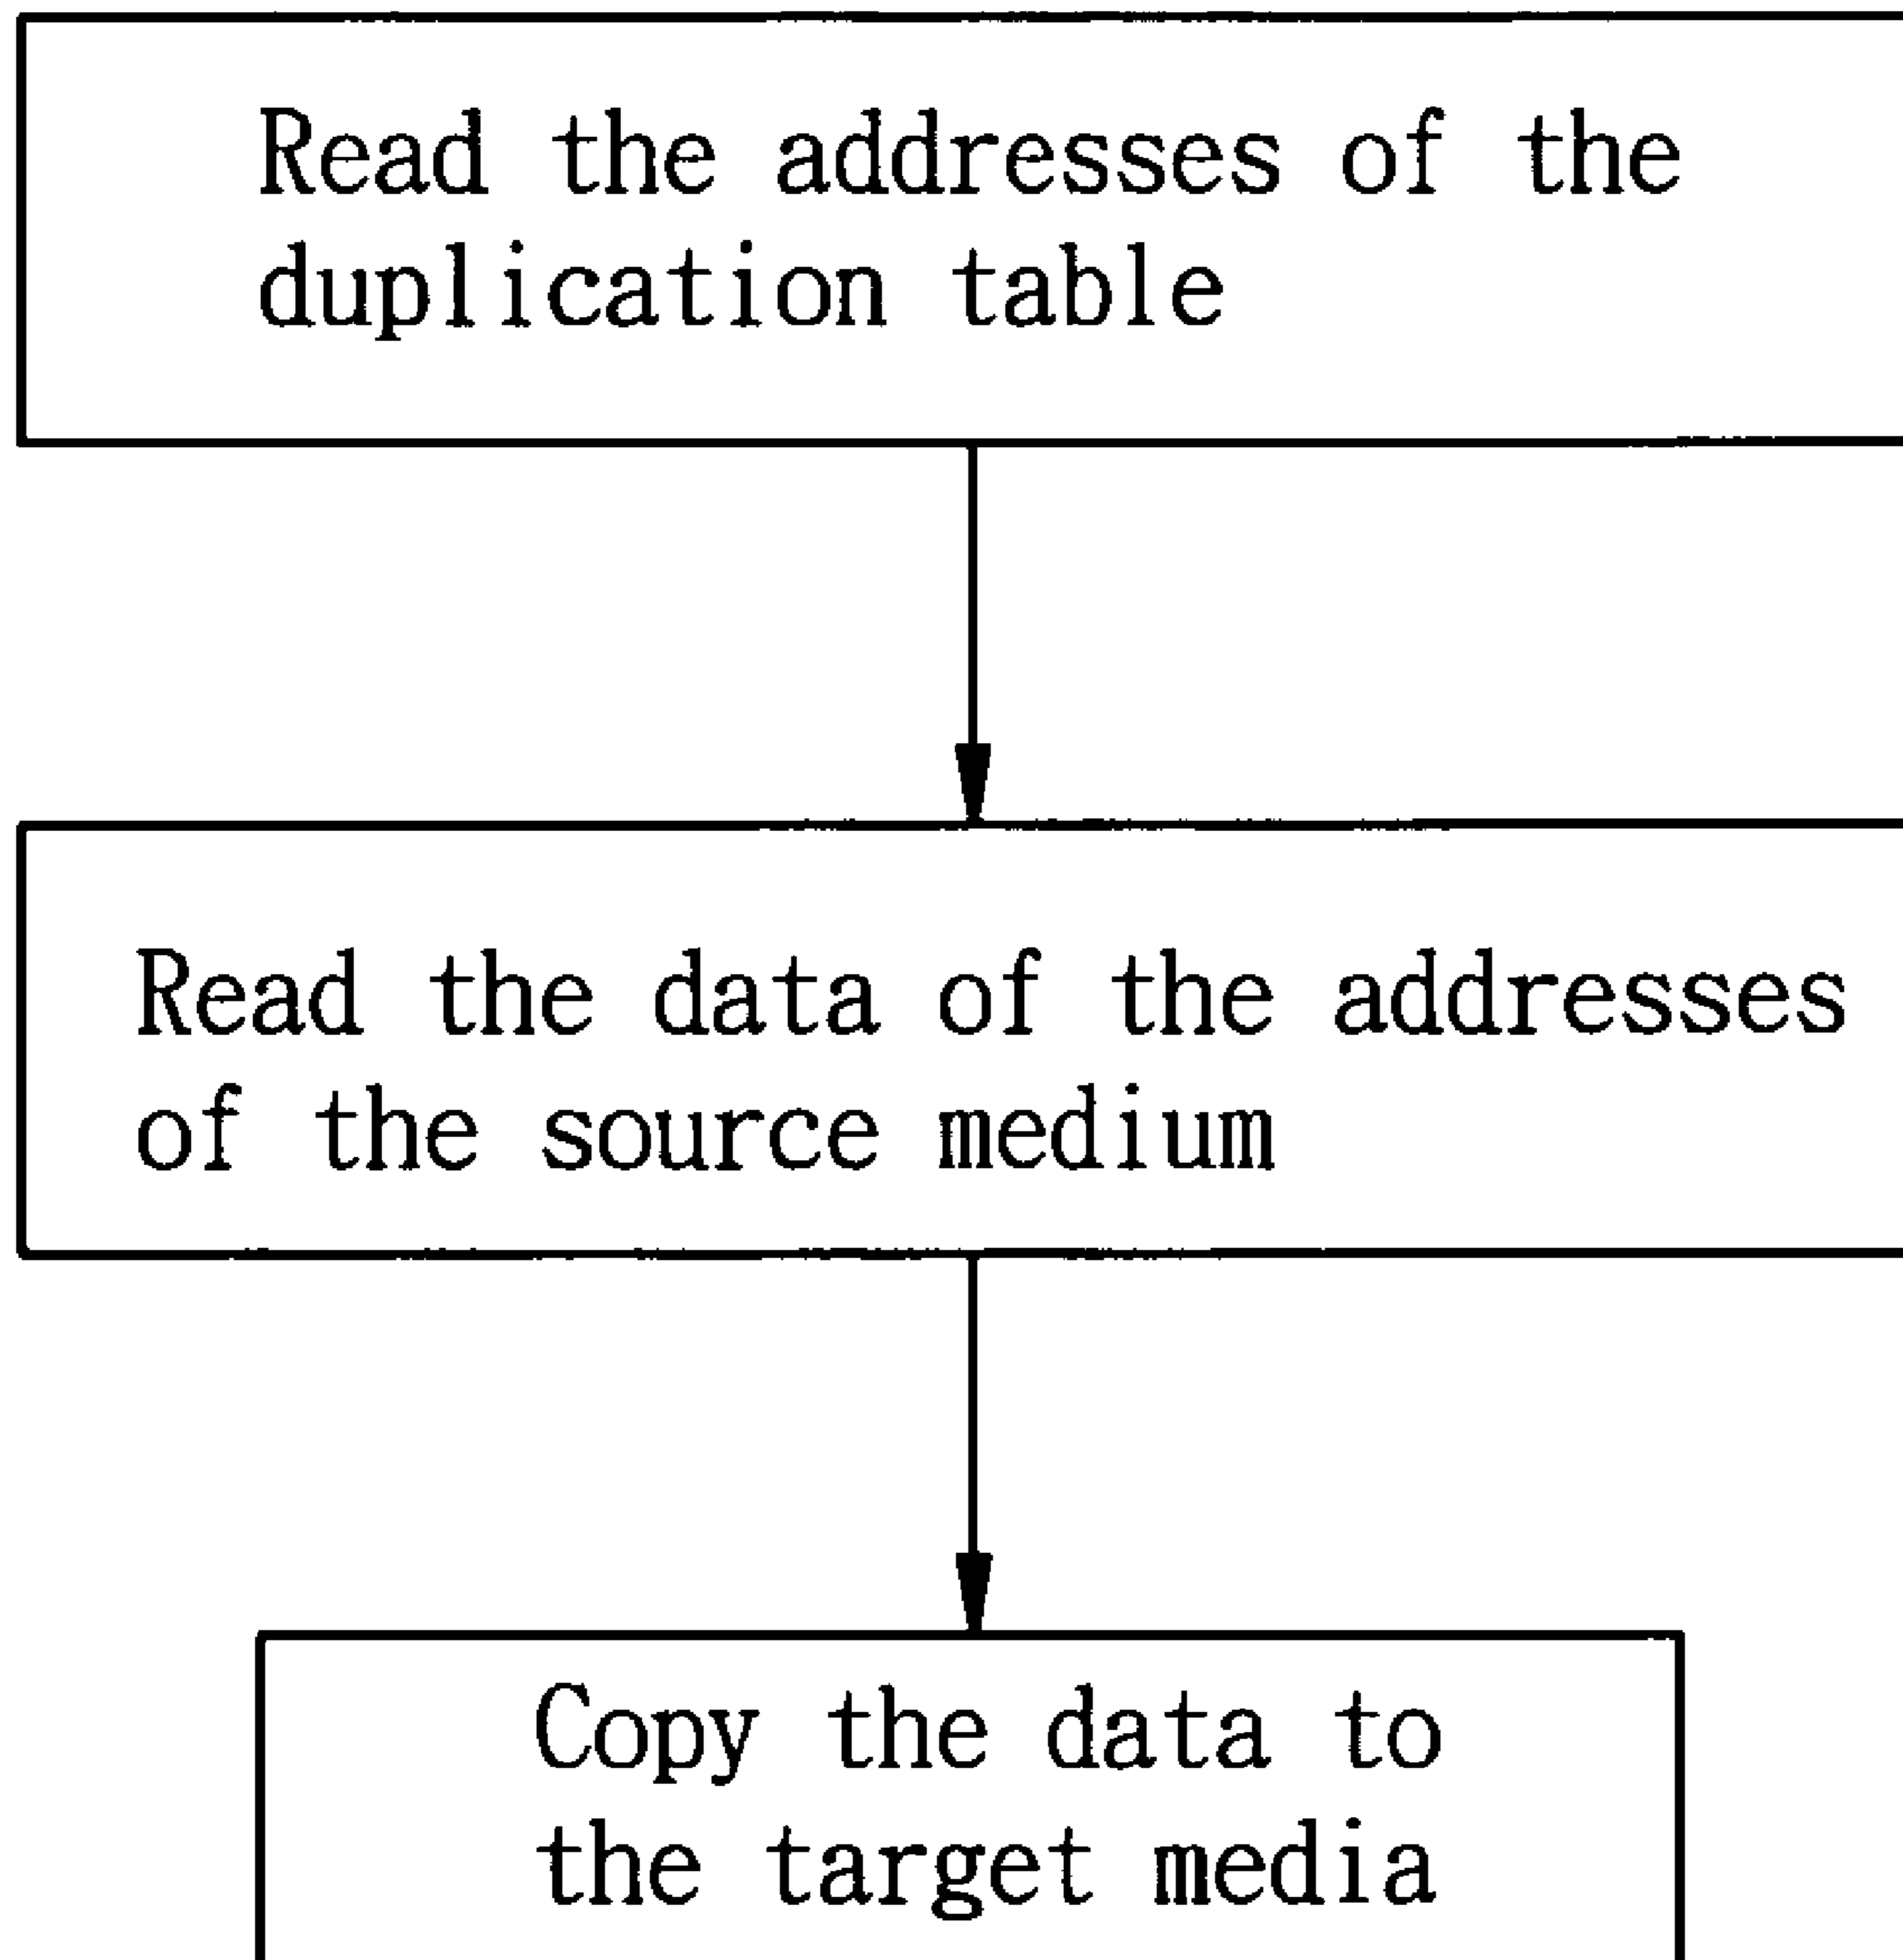 Read the addresses of the
duplication table
Read the data of the addresses
of the source medium
Copy the data to
the target media